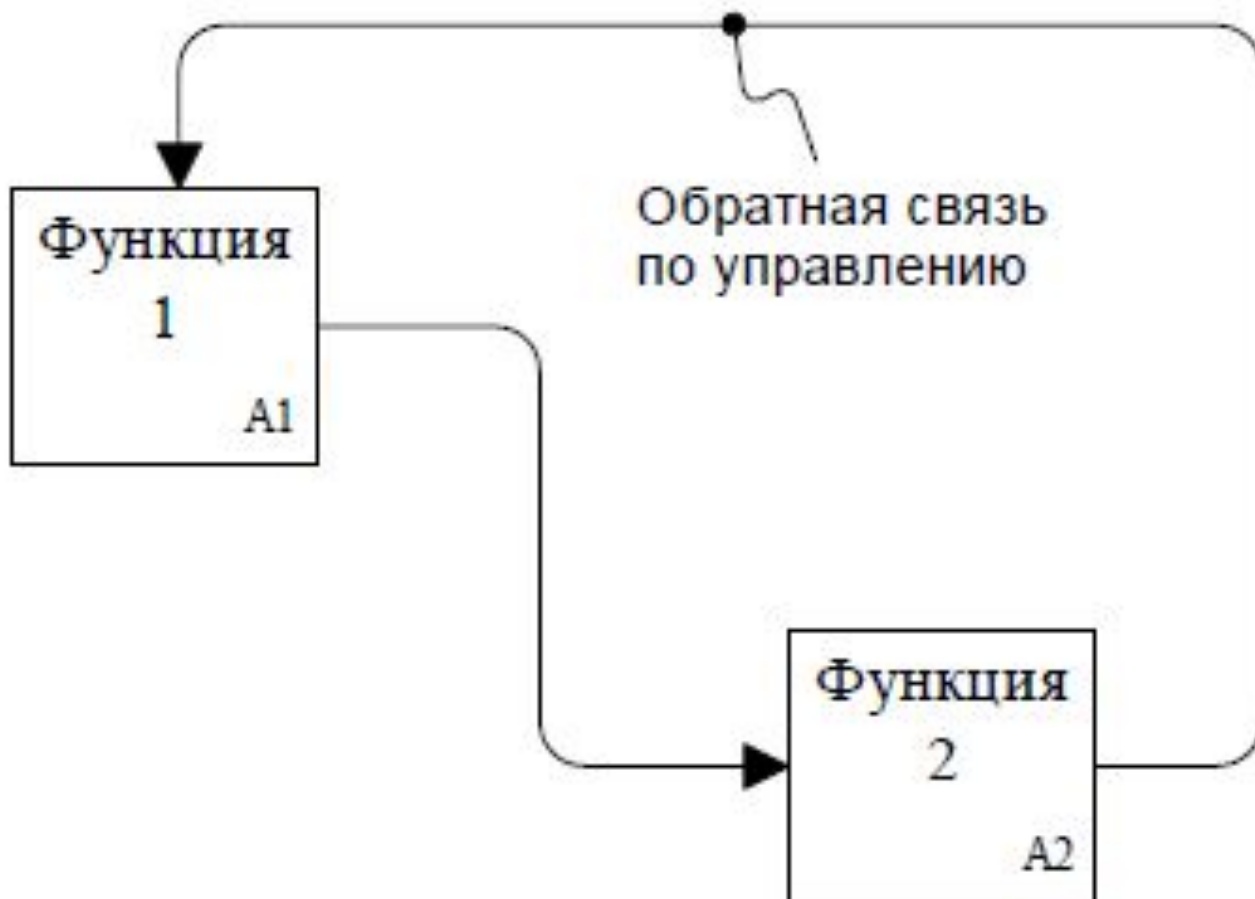 Функция
1
A1
Обратная связь
по управлению
Функция
2
A2